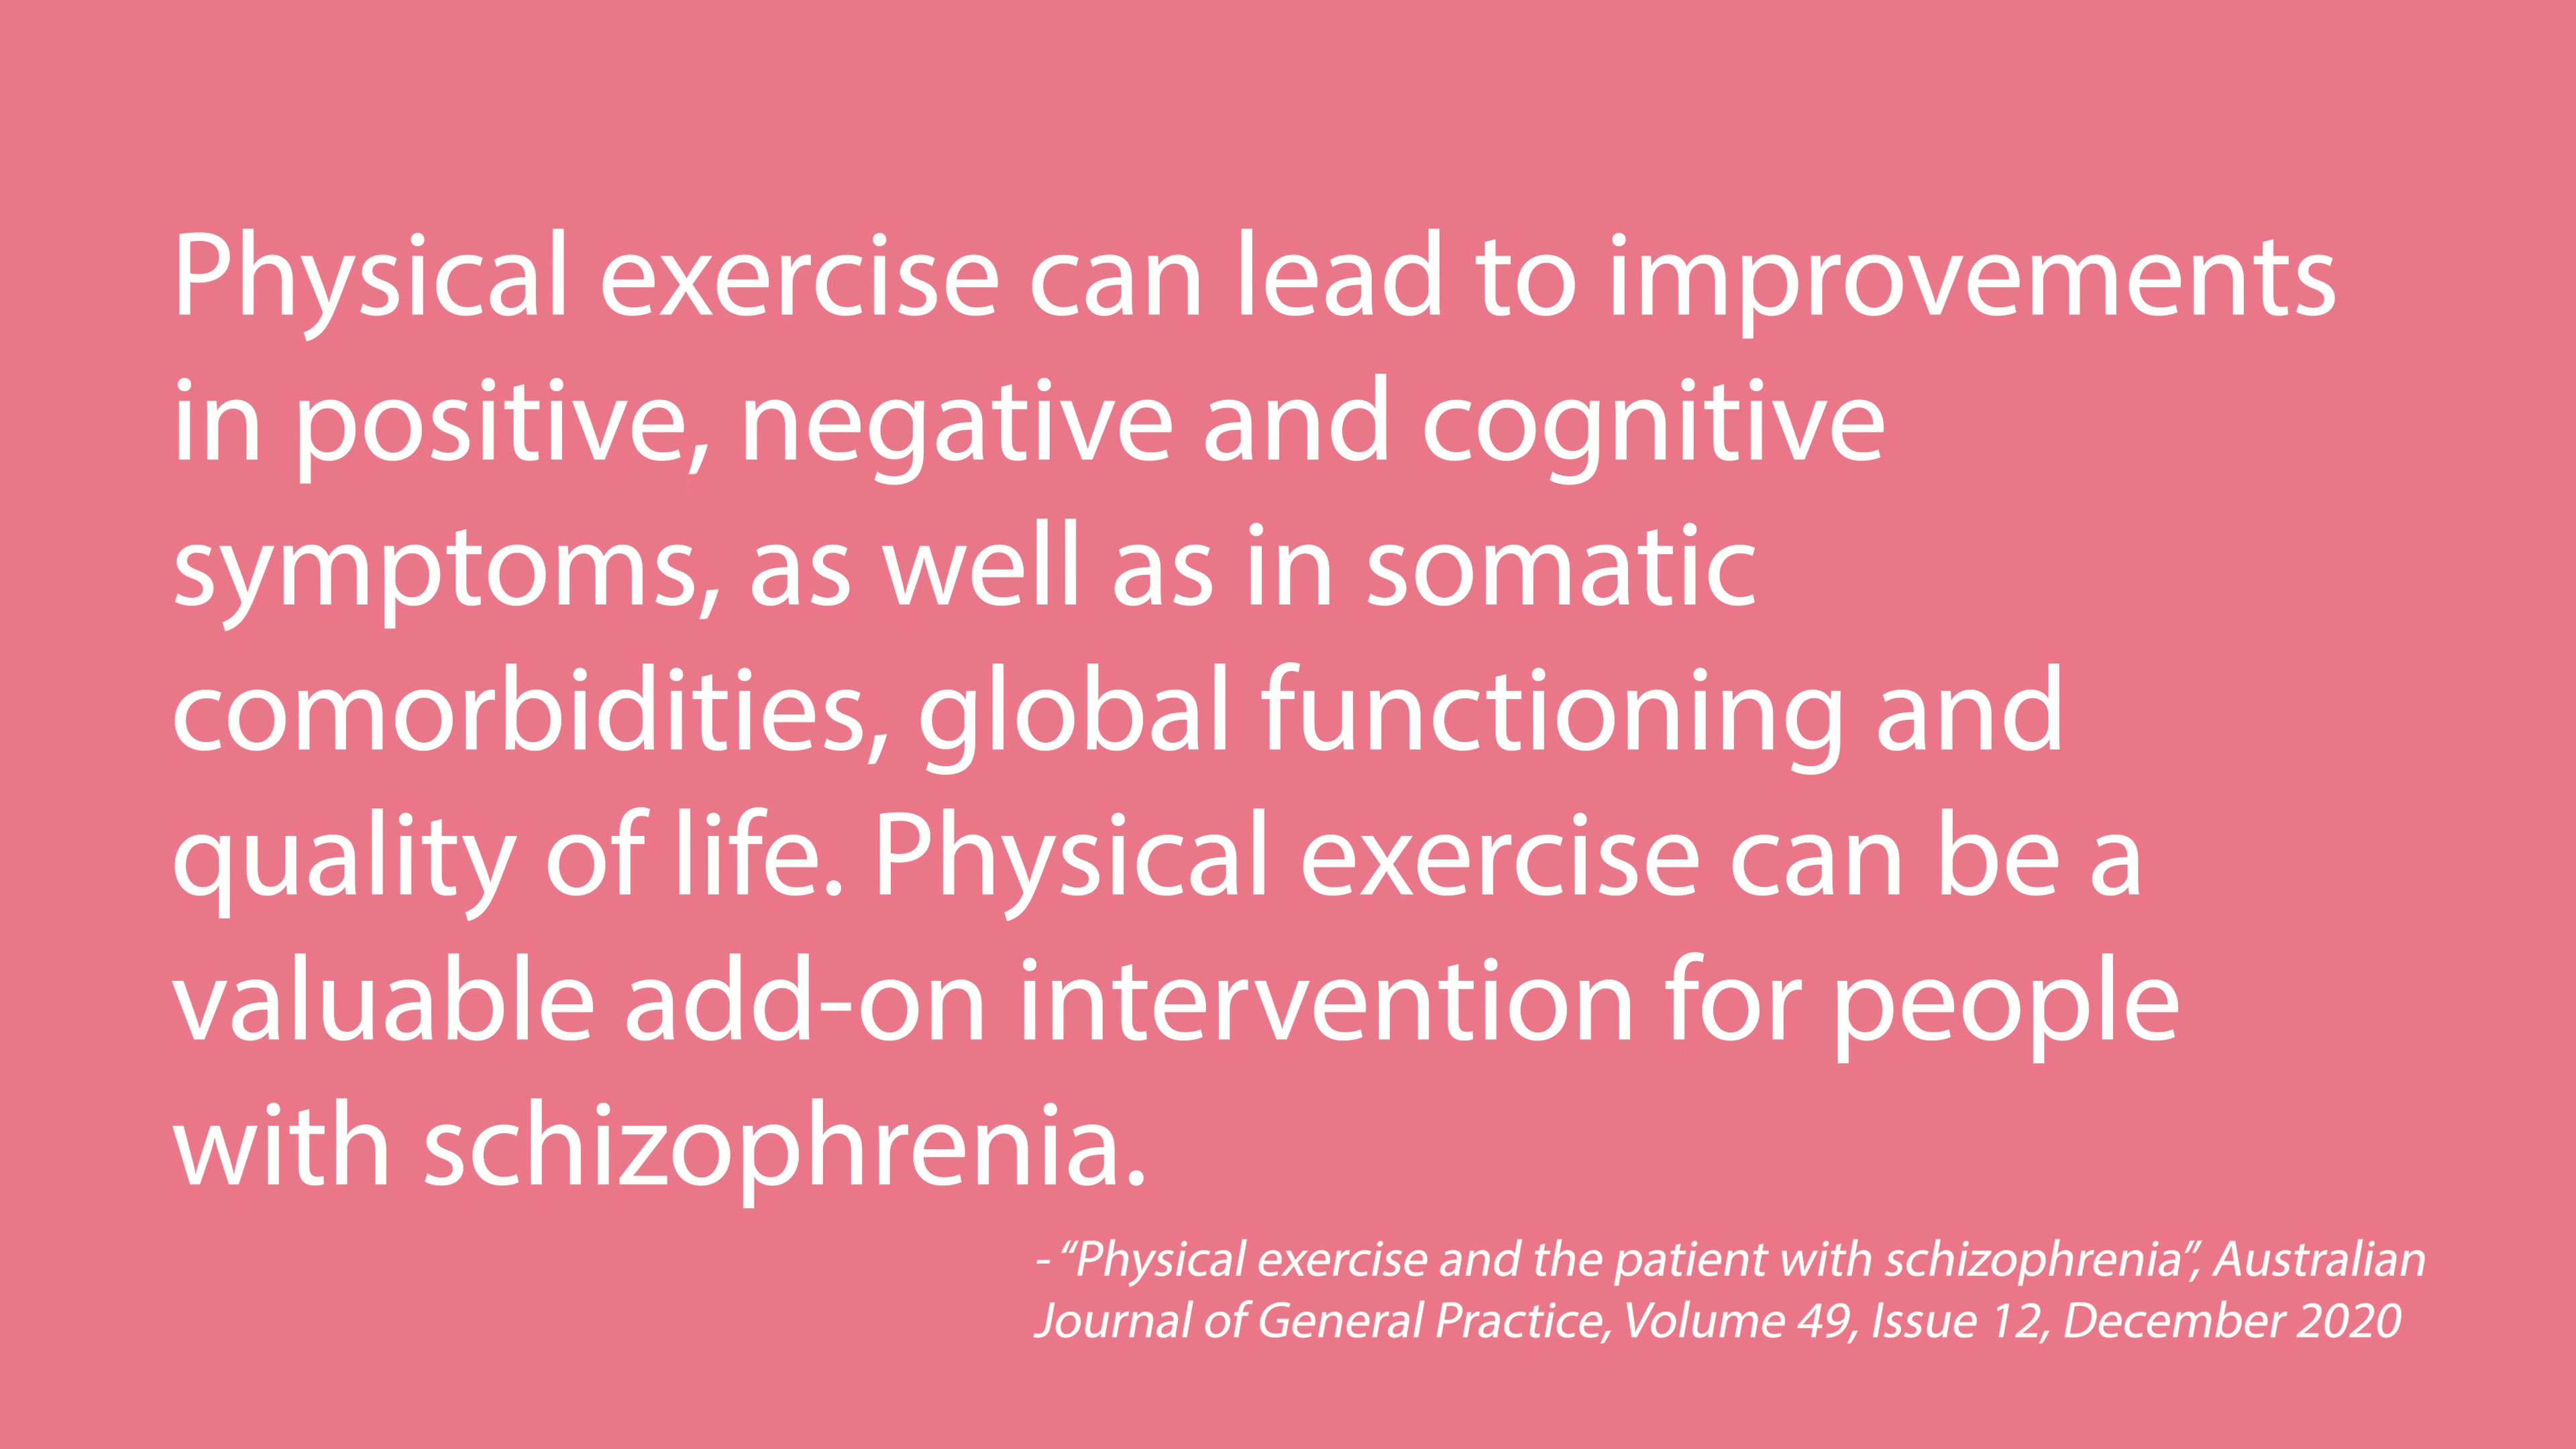 Physical exercise can lead to improvements
in positive, negative and cognitive
symptoms, as well as in somatic
comorbidities, global functioning and
quality of life. Physical exercise can be a
valuable add-on intervention for people
with schizophrenia.
- “Physical exercise and the patient with schizophrenia”, Australian
Journal of General Practice, Volume 49, Issue 12, December 2020